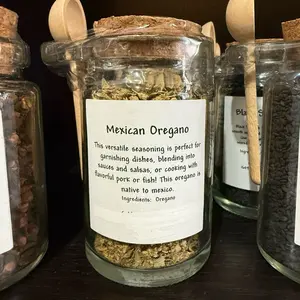 Mexican Oregano
This versatile seasoning is perfect for
garnishing dishes, blending into
sauces and salsas, or cooking with
flavorful pork or fish! This oregano is
native to mexico.
Ingredients: Oregano